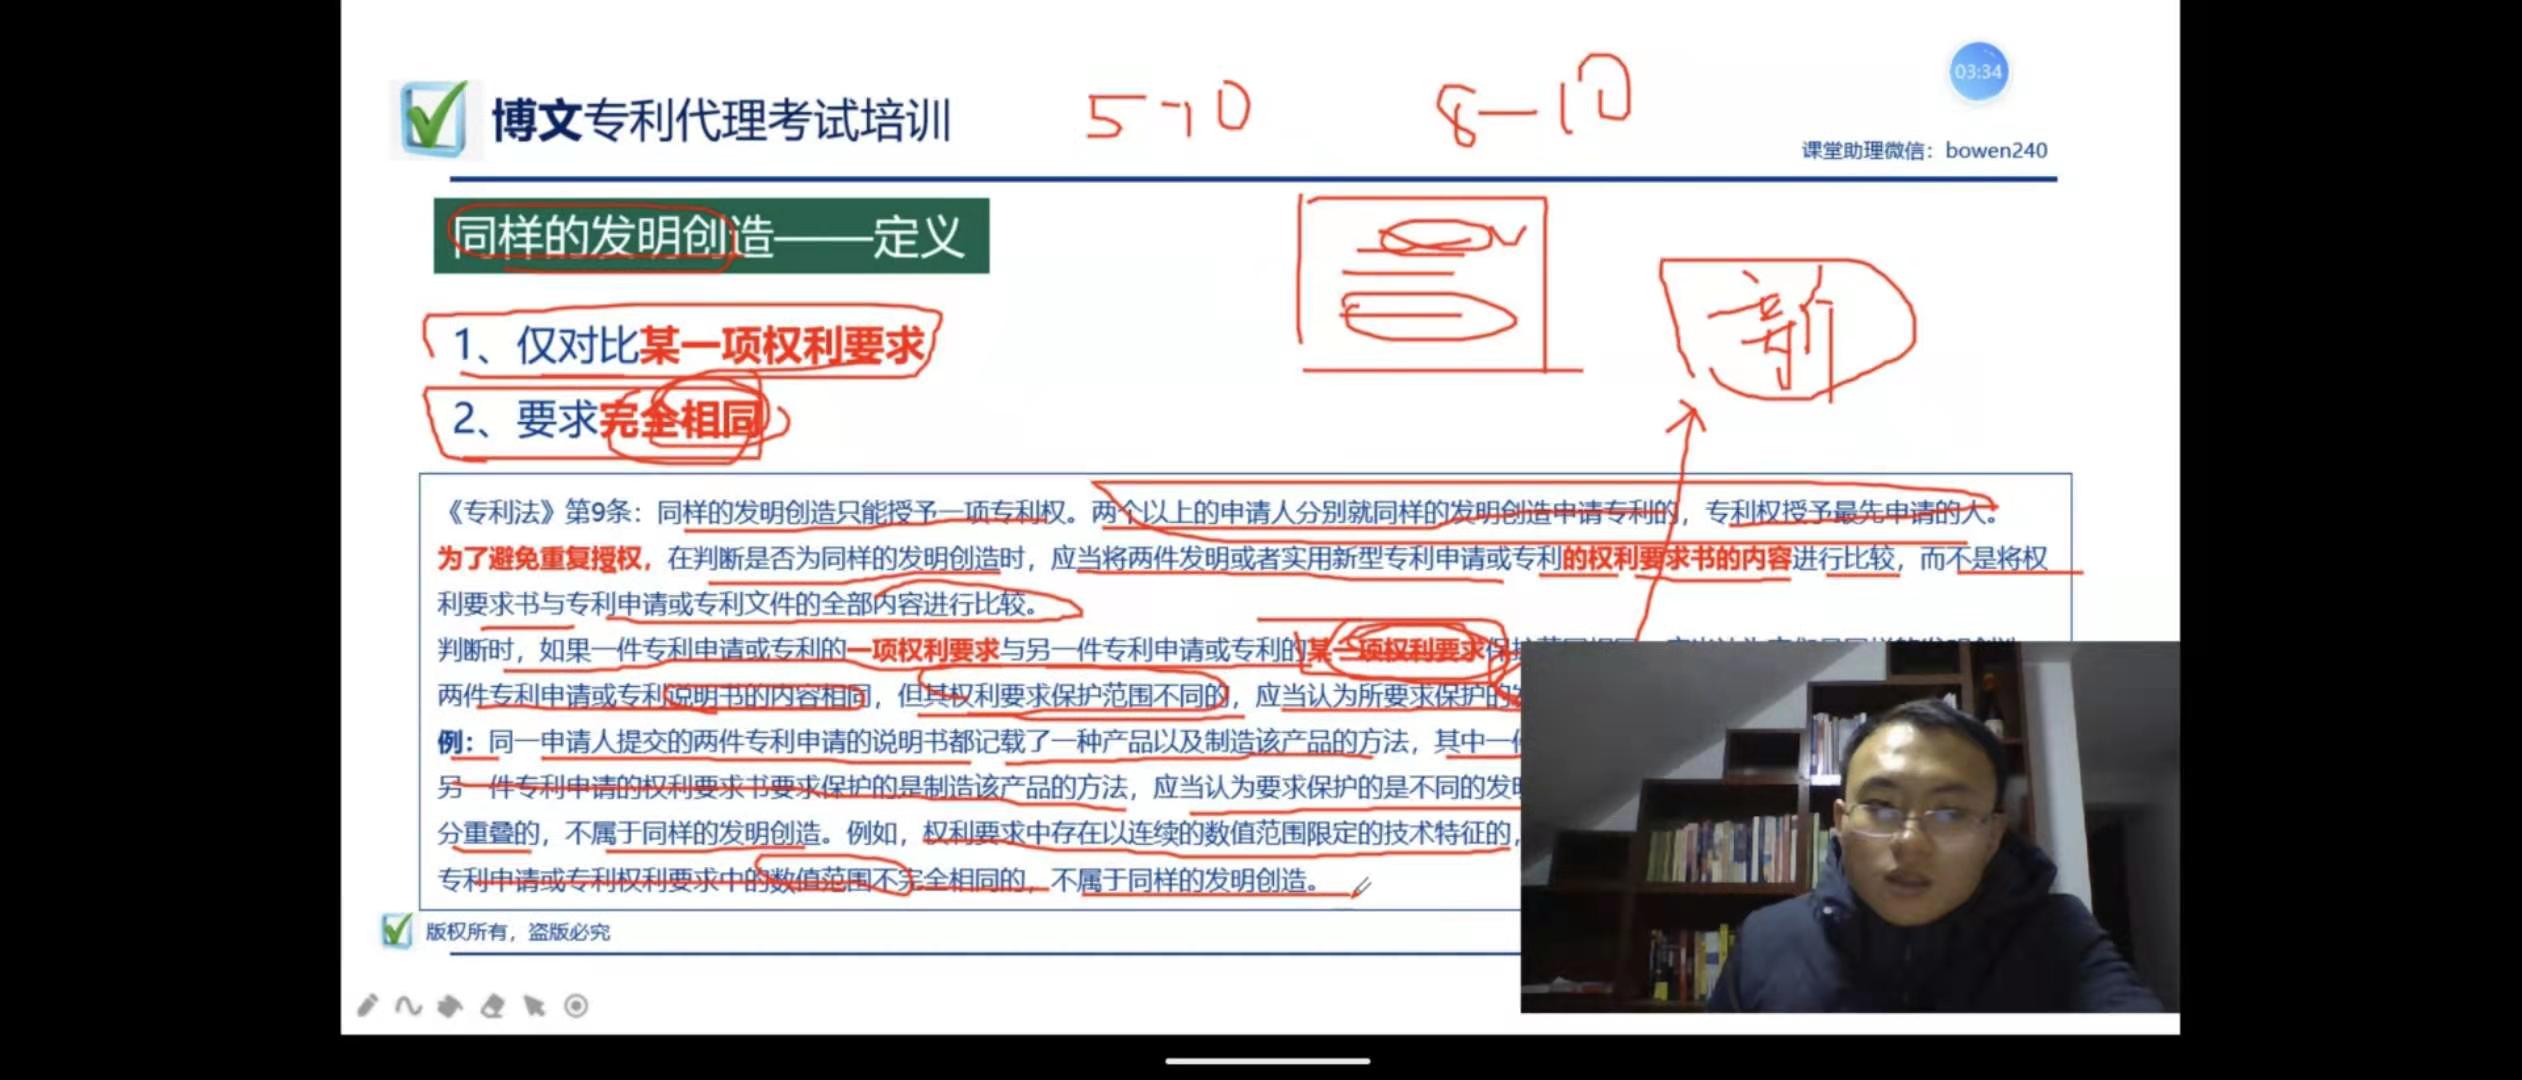 博文专利代理考试培训
5-10
8-10
03:34
课堂助理微信：bowen240
同样的发明创造——定义
新
1、仅对比某一项权利要求
2、要求完全相同
《专利法》第9条：同样的发明创造只能授予一项专利权。两个以上的申请人分别就同样的发明创造申请专利的，专利权授予最先申请的人。
为了避免重复授权，在判断是否为同样的发明创造时，应当将两件发明或者实用新型专利申请或专利的权利要求书的内容进行比较，而不是将权
利要求书与专利申请或专利文件的全部内容进行比较。
判断时，如果一件专利申请或专利的一项权利要求与另一件专利申请或专利的某一项权利要求保
两件专利申请或专利说明书的内容相同，但其权利要求保护范围不同的，应当认为所要求保护的
例：同一申请人提交的两件专利申请的说明书都记载了一种产品以及制造该产品的方法，其中一
另一件专利申请的权利要求书要求保护的是制造该产品的方法，应当认为要求保护的是不同的发
分重叠的，不属于同样的发明创造。例如，权利要求中存在以连续的数值范围限定的技术特征的，
专利申请或专利权利要求中的数值范围不完全相同的，不属于同样的发明创造。
版权所有，盗版必究